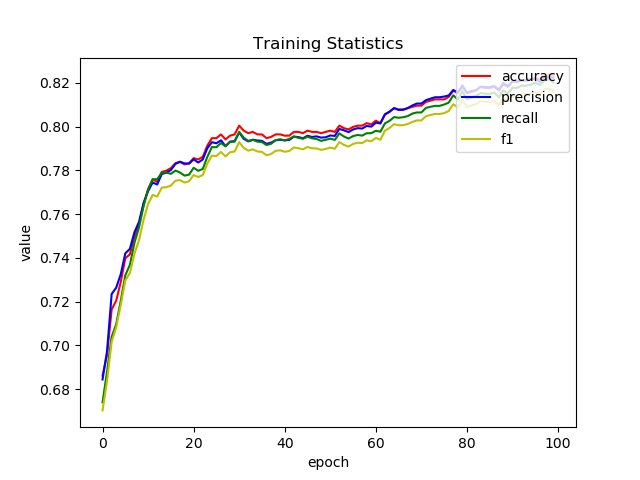 Training Statistics
accuracy
precision
recall
f1
value
0.82
0.80
0.78
0.76
0.74
0.72
0.70
0.68
0 20 40 60 80 100
epoch